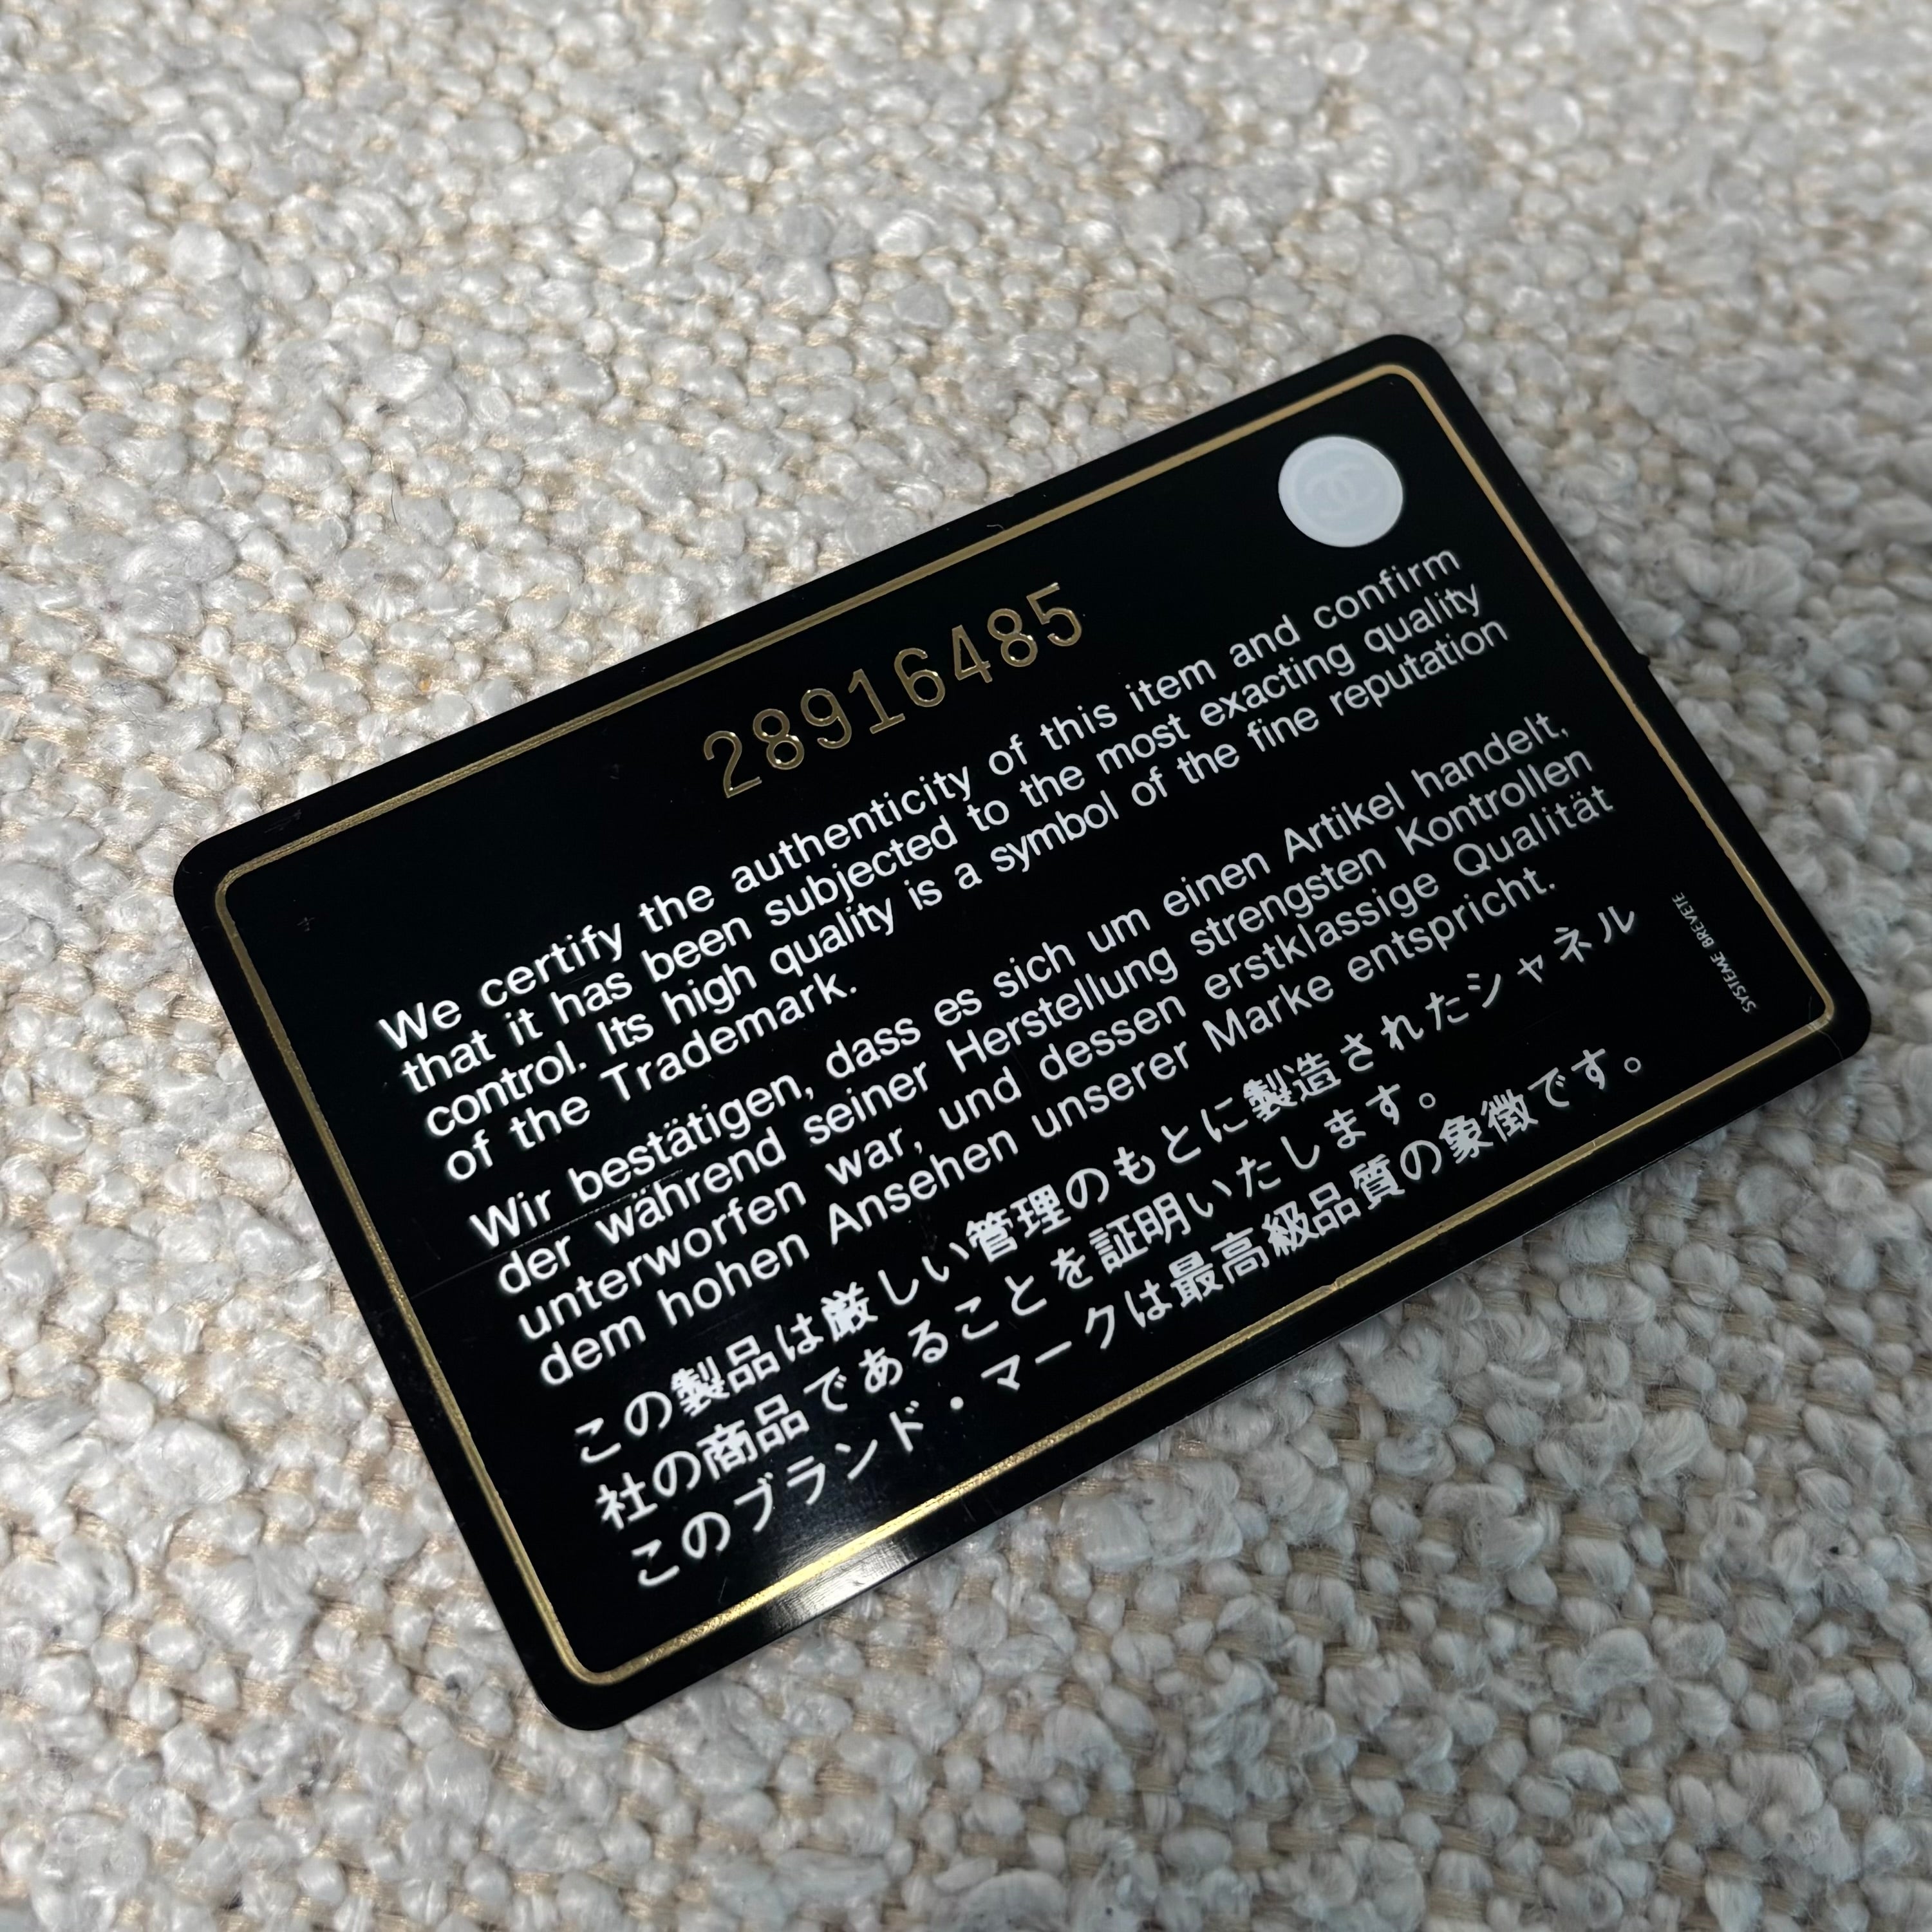 28916485
We certify the authenticity of this item and confirm
that it has been subjected to the most exacting quality
control. Its high quality is a symbol of the fine reputation
of the Trademark.
Wir bestätigen, dass es sich um einen Artikel handelt,
der während seiner Herstellung strengsten Kontrollen
unterworfen war, und dessen erstklassige Qualität
dem hohen Ansehen unserer Marke entspricht.
この製品は厳しい管理のもとに製造されたシャネル
社の商品であることを証明いたします。
このブランド・マークは最高級品質の象徴です。
SYSTEME BREVETE